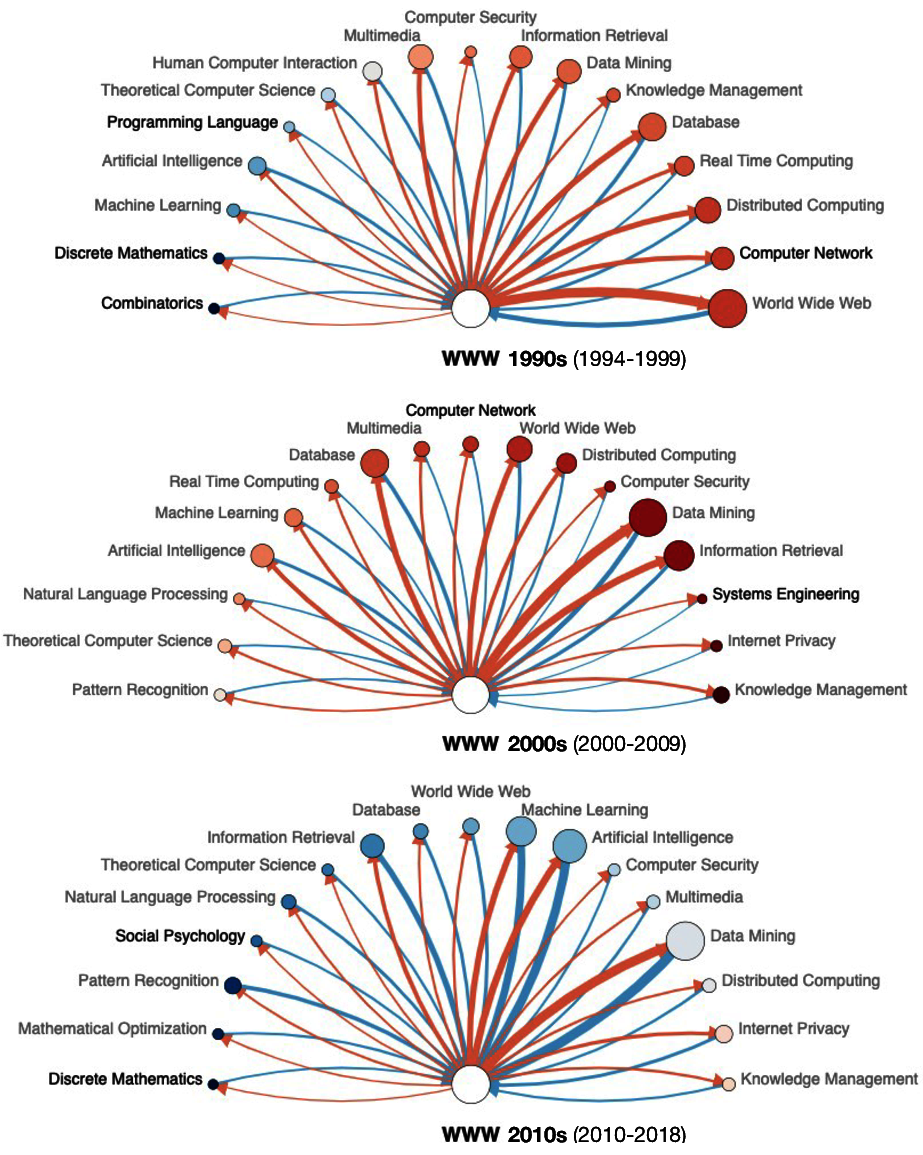 Computer Security
Multimedia
Information Retrieval
Human Computer Interaction
Data Mining
Theoretical Computer Science
Knowledge Management
Programming Language
Database
Artificial Intelligence
Real Time Computing
Machine Learning
Distributed Computing
Discrete Mathematics
Computer Network
Combinatorics
World Wide Web
WWW 1990s (1994-1999)
Computer Network
Multimedia
World Wide Web
Database
Distributed Computing
Real Time Computing
Computer Security
Machine Learning
Data Mining
Artificial Intelligence
Information Retrieval
Natural Language Processing
Systems Engineering
Theoretical Computer Science
Internet Privacy
Pattern Recognition
Knowledge Management
WWW 2000s (2000-2009)
World Wide Web
Database
Machine Learning
Information Retrieval
Artificial Intelligence
Theoretical Computer Science
Computer Security
Natural Language Processing
Multimedia
Social Psychology
Data Mining
Pattern Recognition
Distributed Computing
Mathematical Optimization
Internet Privacy
Discrete Mathematics
Knowledge Management
WWW 2010s (2010-2018)